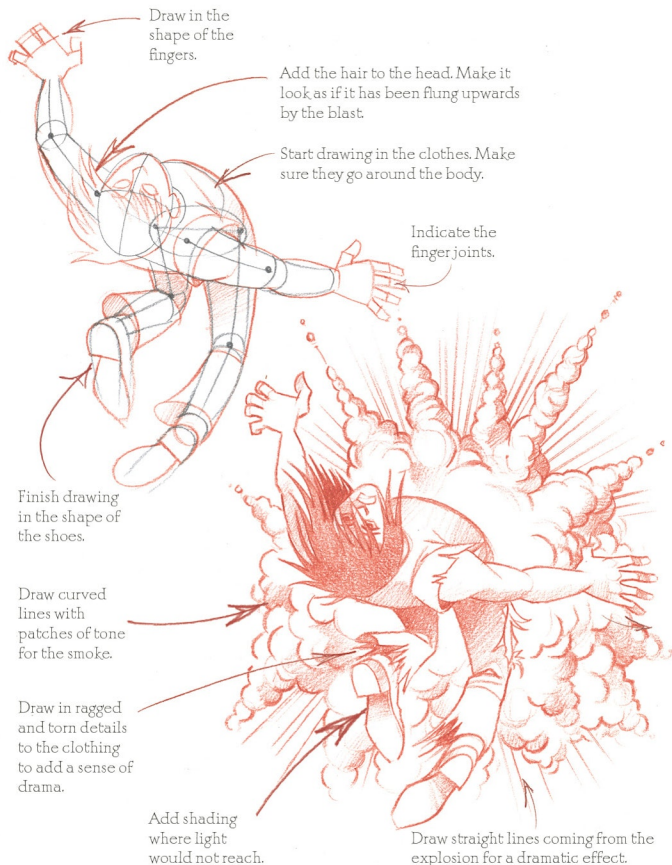 Draw in the
shape of the
fingers.
Add the hair to the head. Make it
look as if it has been flung upwards
by the blast.
Start drawing in the clothes. Make
sure they go around the body.
Indicate the
finger joints.
Finish drawing
in the shape of
the shoes.
Draw curved
lines with
patches of tone
for the smoke.
Draw in ragged
and torn details
to the clothing
to add a sense of
drama.
Add shading
where light
would not reach.
Draw straight lines coming from the
explosion for a dramatic effect.